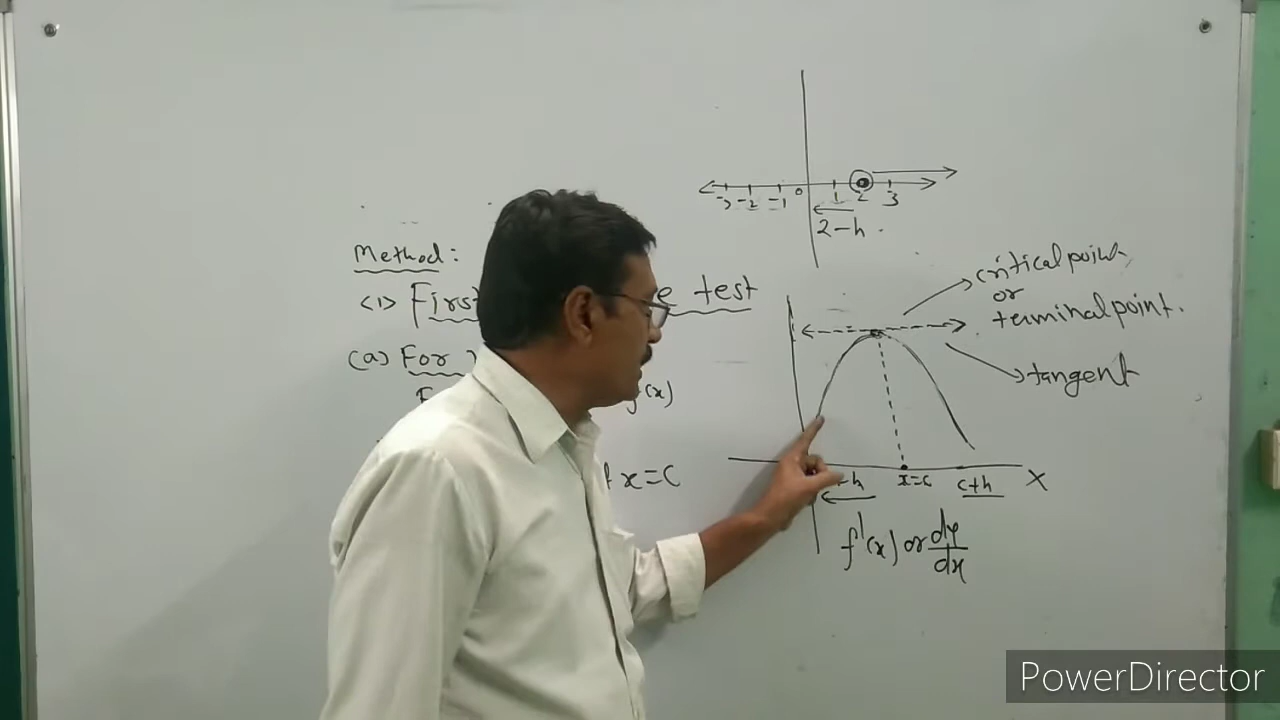 -2 -1 0 1 2 3
2-h
Method:
(1) First e test
critical point
or
terminal point.
(a) For
tangent
(x)
x=c
-h x=c c+h X
f'(x) or dy/dx
PowerDirector